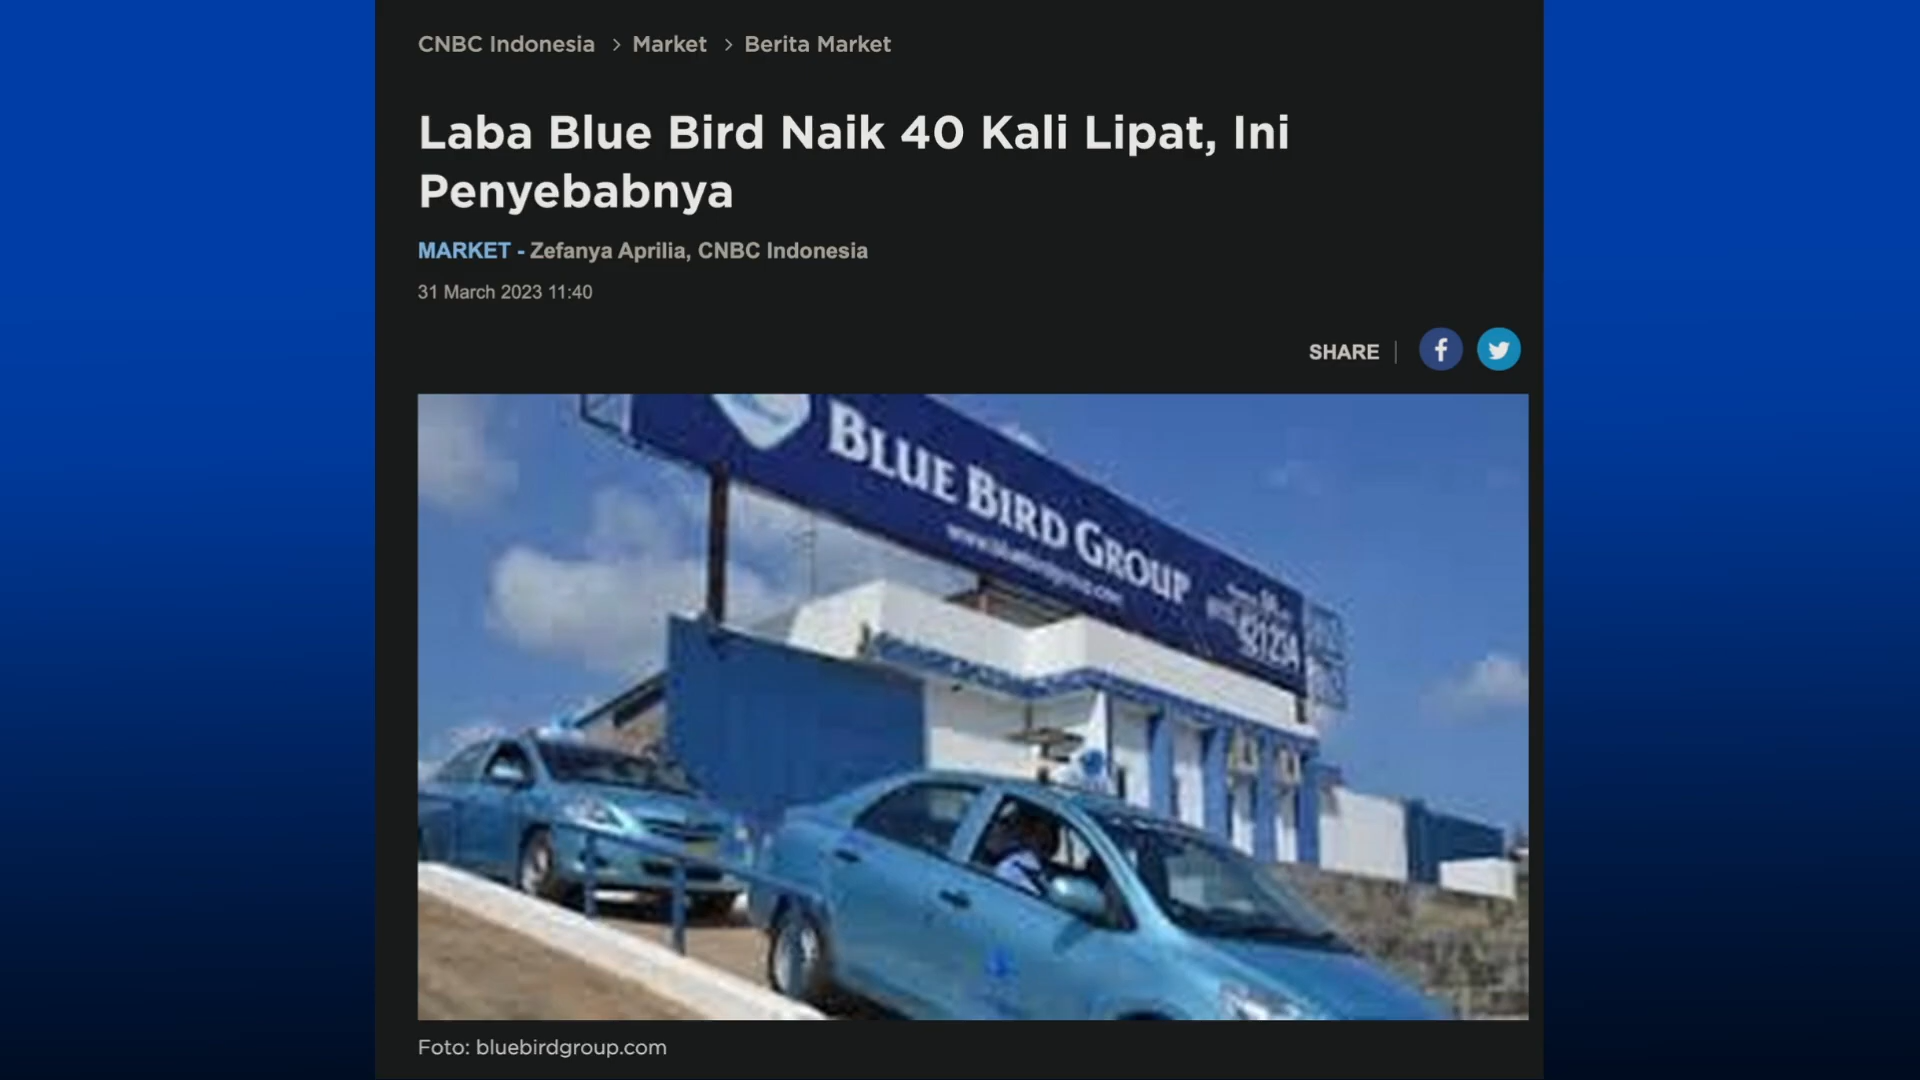 CNBC Indonesia > Market > Berita Market
Laba Blue Bird Naik 40 Kali Lipat, Ini
Penyebabnya
MARKET - Zefanya Aprilia, CNBC Indonesia
31 March 2023 11:40
SHARE
BLUE BIRD GROUP
Foto: bluebirdgroup.com